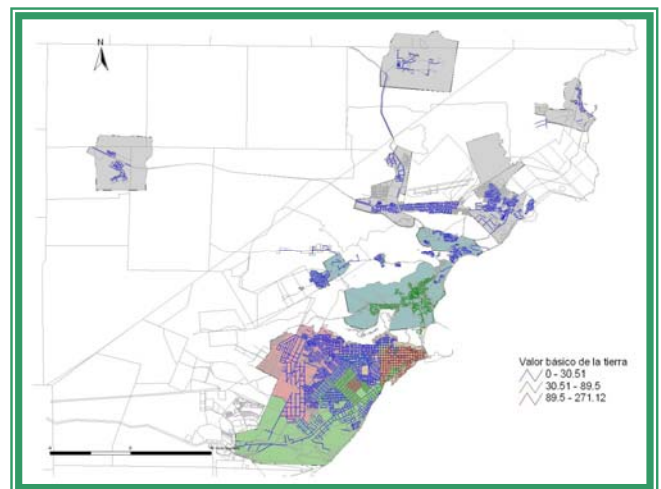 N
Valor básico de la tierra
0 - 30.51
30.51 - 89.5
89.5 - 271.12